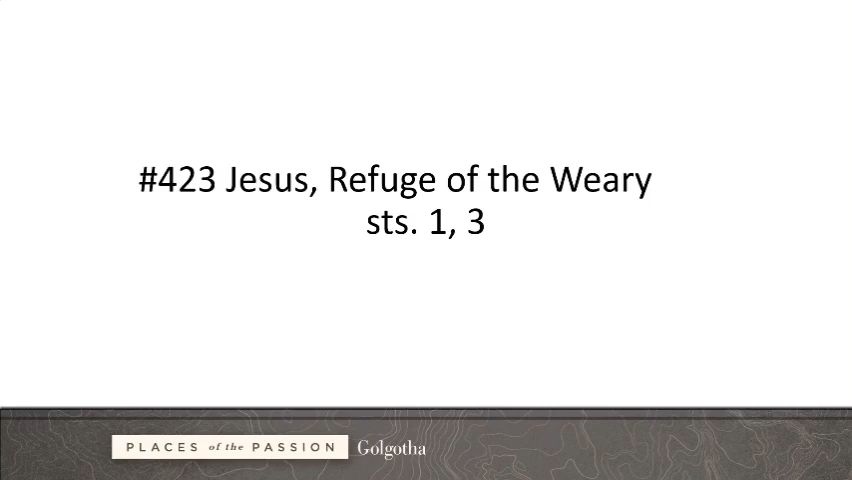 #423 Jesus, Refuge of the Weary
sts. 1, 3
PLACES of the PASSION Golgotha